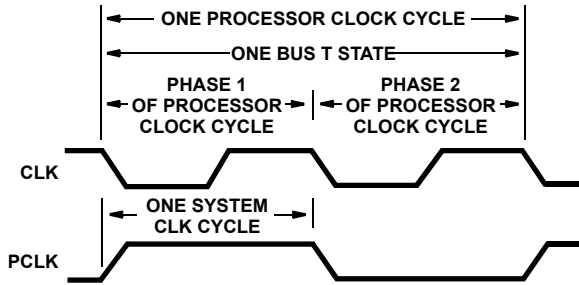 ONE PROCESSOR CLOCK CYCLE
ONE BUS T STATE
PHASE 1
OF PROCESSOR
CLOCK CYCLE
PHASE 2
OF PROCESSOR
CLOCK CYCLE
CLK
ONE SYSTEM
CLK CYCLE
PCLK